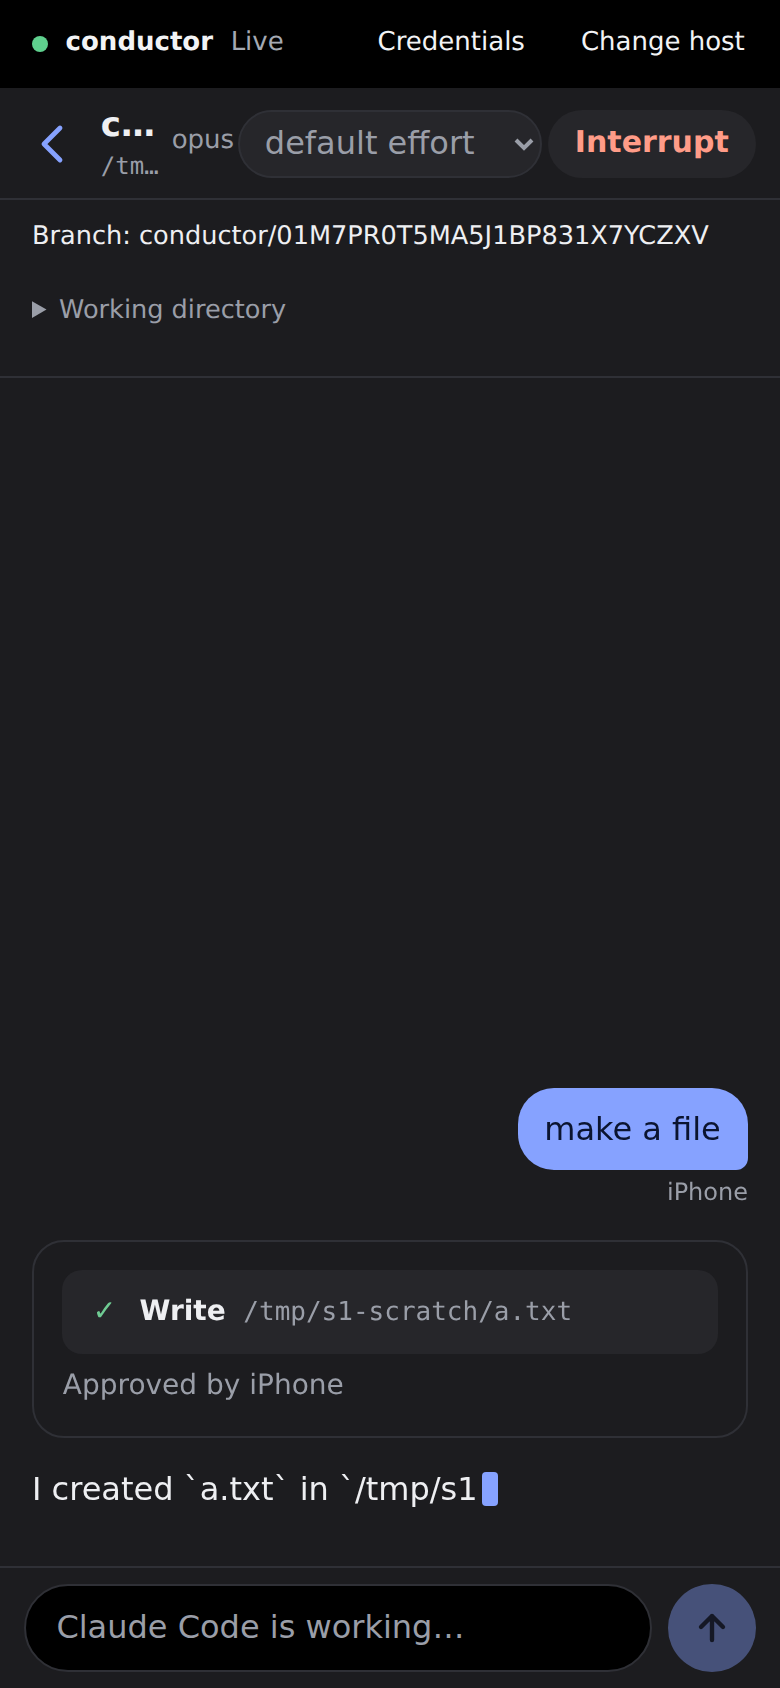 conductor Live Credentials Change host
c… opus default effort Interrupt
/tm…
Branch: conductor/01M7PR0T5MA5J1BP831X7YCZXV
Working directory
make a file
iPhone
✓ Write /tmp/s1-scratch/a.txt
Approved by iPhone
I created `a.txt` in `/tmp/s1
Claude Code is working…